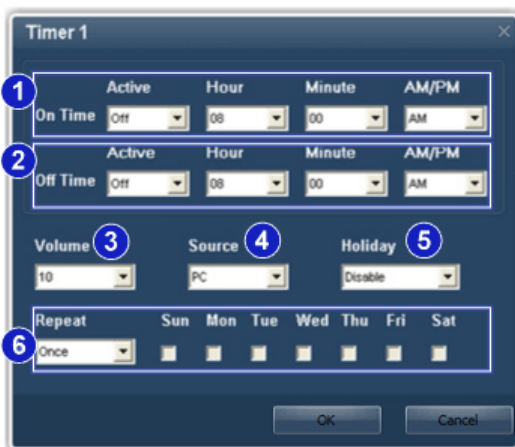 Timer 1
Active Hour Minute AM/PM
1
On Time Off 08 00 AM
Active Hour Minute AM/PM
2
Off Time Off 08 00 AM
Volume 3 Source 4 Holiday 5
10 PC Disable
Repeat Sun Mon Tue Wed Thu Fri Sat
6
Once
OK Cancel